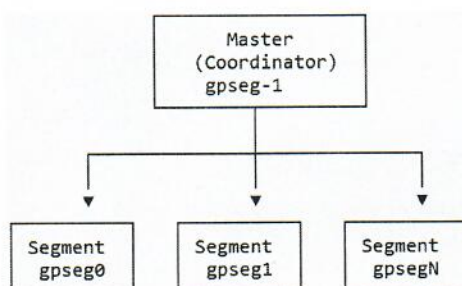 Master
(Coordinator)
gpseg-1
Segment
gpseg0
Segment
gpseg1
Segment
gpsegN